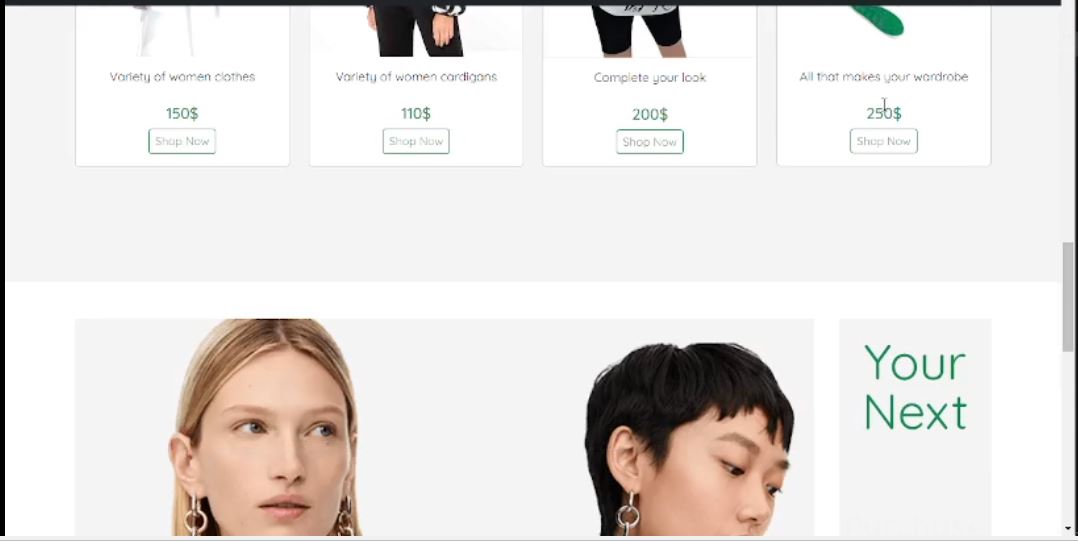 Variety of women clothes
150$
Shop Now
Variety of women cardigans
110$
Shop Now
Complete your look
200$
Shop Now
All that makes your wardrobe
250$
Shop Now
Your
Next